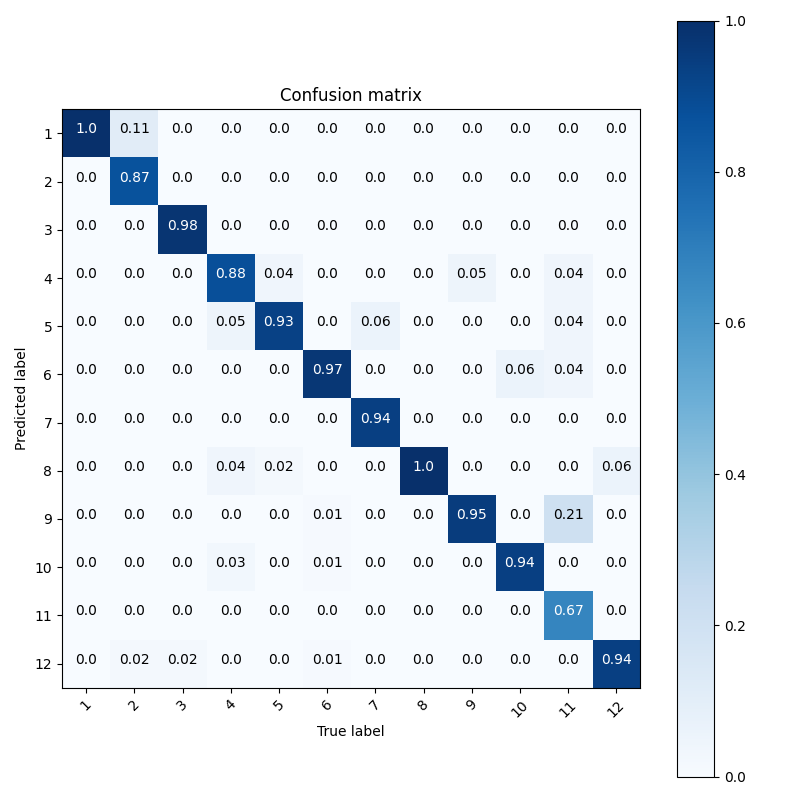 Confusion matrix
1 1.0 0.11 0.0 0.0 0.0 0.0 0.0 0.0 0.0 0.0 0.0 0.0
2 0.0 0.87 0.0 0.0 0.0 0.0 0.0 0.0 0.0 0.0 0.0 0.0
3 0.0 0.0 0.98 0.0 0.0 0.0 0.0 0.0 0.0 0.0 0.0 0.0
4 0.0 0.0 0.0 0.88 0.04 0.0 0.0 0.0 0.05 0.0 0.04 0.0
5 0.0 0.0 0.0 0.05 0.93 0.0 0.06 0.0 0.0 0.0 0.04 0.0
6 0.0 0.0 0.0 0.0 0.0 0.97 0.0 0.0 0.0 0.06 0.04 0.0
7 0.0 0.0 0.0 0.0 0.0 0.0 0.94 0.0 0.0 0.0 0.0 0.0
8 0.0 0.0 0.0 0.04 0.02 0.0 0.0 1.0 0.0 0.0 0.0 0.06
9 0.0 0.0 0.0 0.0 0.0 0.01 0.0 0.0 0.95 0.0 0.21 0.0
10 0.0 0.0 0.0 0.03 0.0 0.01 0.0 0.0 0.0 0.94 0.0 0.0
11 0.0 0.0 0.0 0.0 0.0 0.0 0.0 0.0 0.0 0.0 0.67 0.0
12 0.0 0.02 0.02 0.0 0.0 0.01 0.0 0.0 0.0 0.0 0.0 0.94
1 2 3 4 5 6 7 8 9 10 11 12
True label
Predicted label
1.0
0.8
0.6
0.4
0.2
0.0